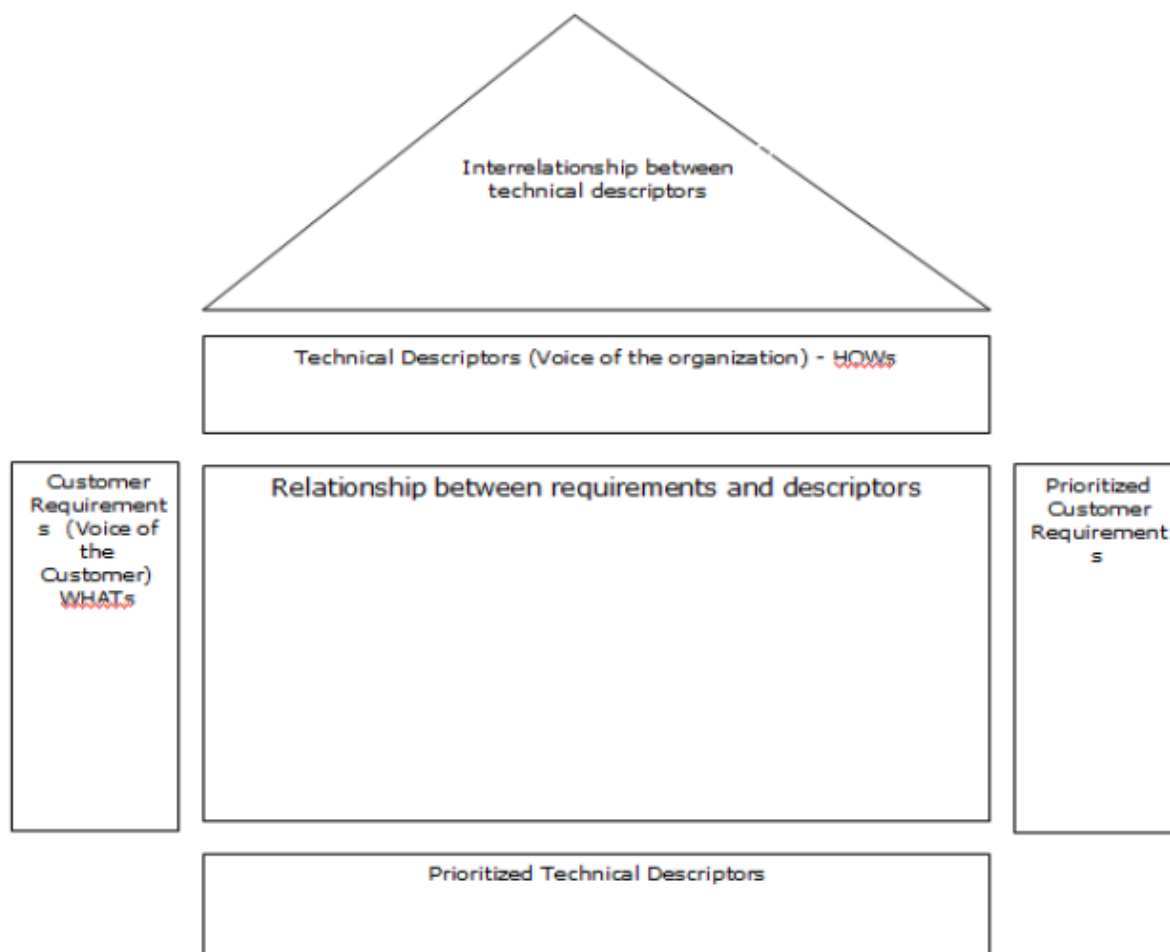 Interrelationship between
technical descriptors
Technical Descriptors (Voice of the organization) - HOWs
Customer
Requirement
s (Voice of
the
Customer)
WHATs
Relationship between requirements and descriptors
Prioritized
Customer
Requirement
s
Prioritized Technical Descriptors